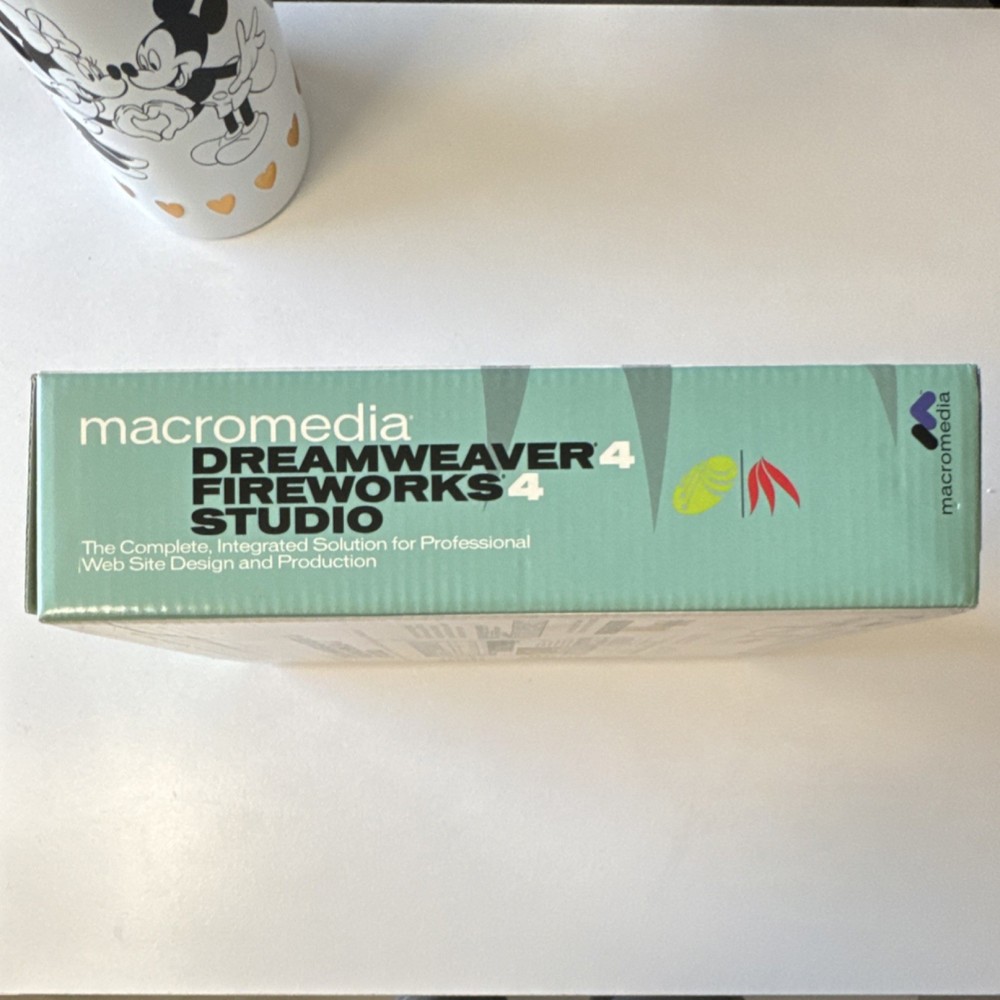 macromedia®
DREAMWEAVER® 4
FIREWORKS® 4
STUDIO
The Complete, Integrated Solution for Professional
Web Site Design and Production
macromedia